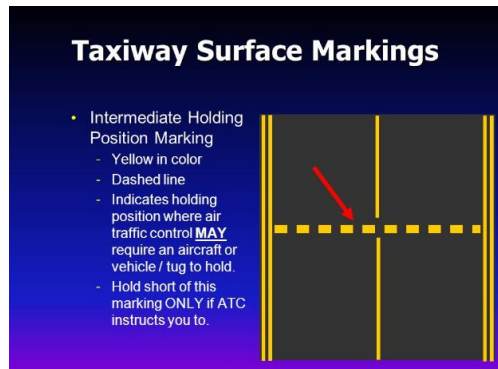 Taxiway Surface Markings
• Intermediate Holding
Position Marking
- Yellow in color
- Dashed line
- Indicates holding
position where air
traffic control MAY
require an aircraft or
vehicle / tug to hold.
- Hold short of this
marking ONLY if ATC
instructs you to.